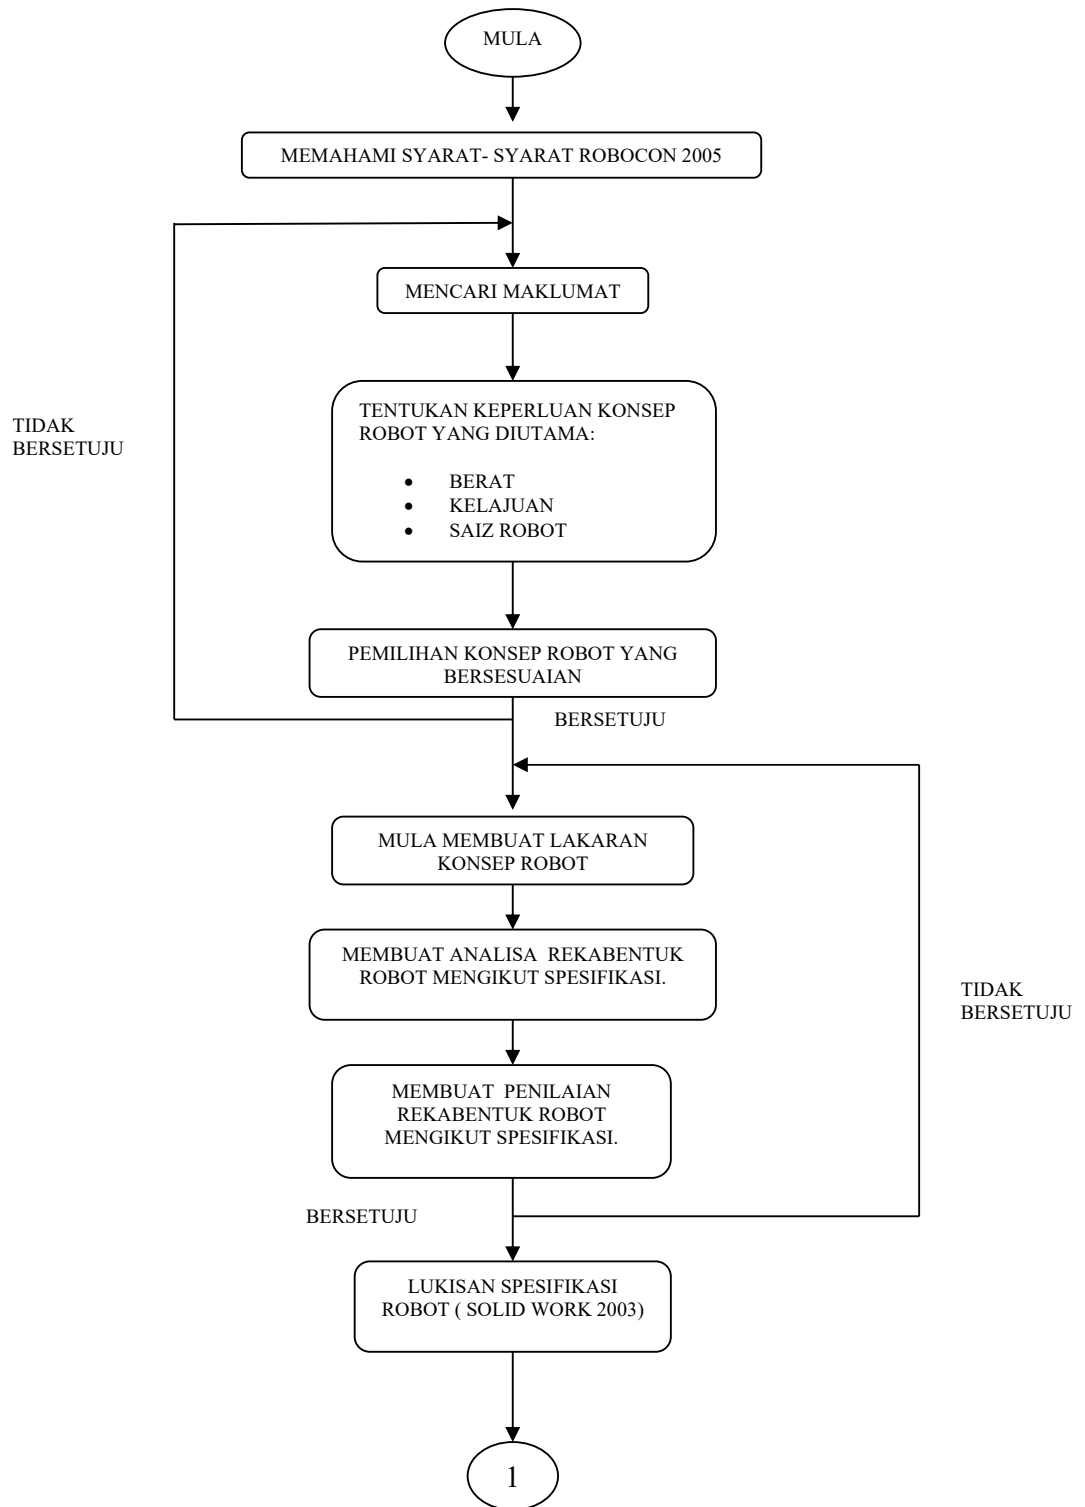 MULA
MEMAHAMI SYARAT- SYARAT ROBOCON 2005
MENCARI MAKLUMAT
TENTUKAN KEPERLUAN KONSEP
ROBOT YANG DIUTAMA:
• BERAT
• KELAJUAN
• SAIZ ROBOT
TIDAK
BERSETUJU
PEMILIHAN KONSEP ROBOT YANG
BERSESUAIAN
BERSETUJU
MULA MEMBUAT LAKARAN
KONSEP ROBOT
MEMBUAT ANALISA  REKABENTUK
ROBOT MENGIKUT SPESIFIKASI.
TIDAK
BERSETUJU
MEMBUAT  PENILAIAN
REKABENTUK ROBOT
MENGIKUT SPESIFIKASI.
BERSETUJU
LUKISAN SPESIFIKASI
ROBOT ( SOLID WORK 2003)
1